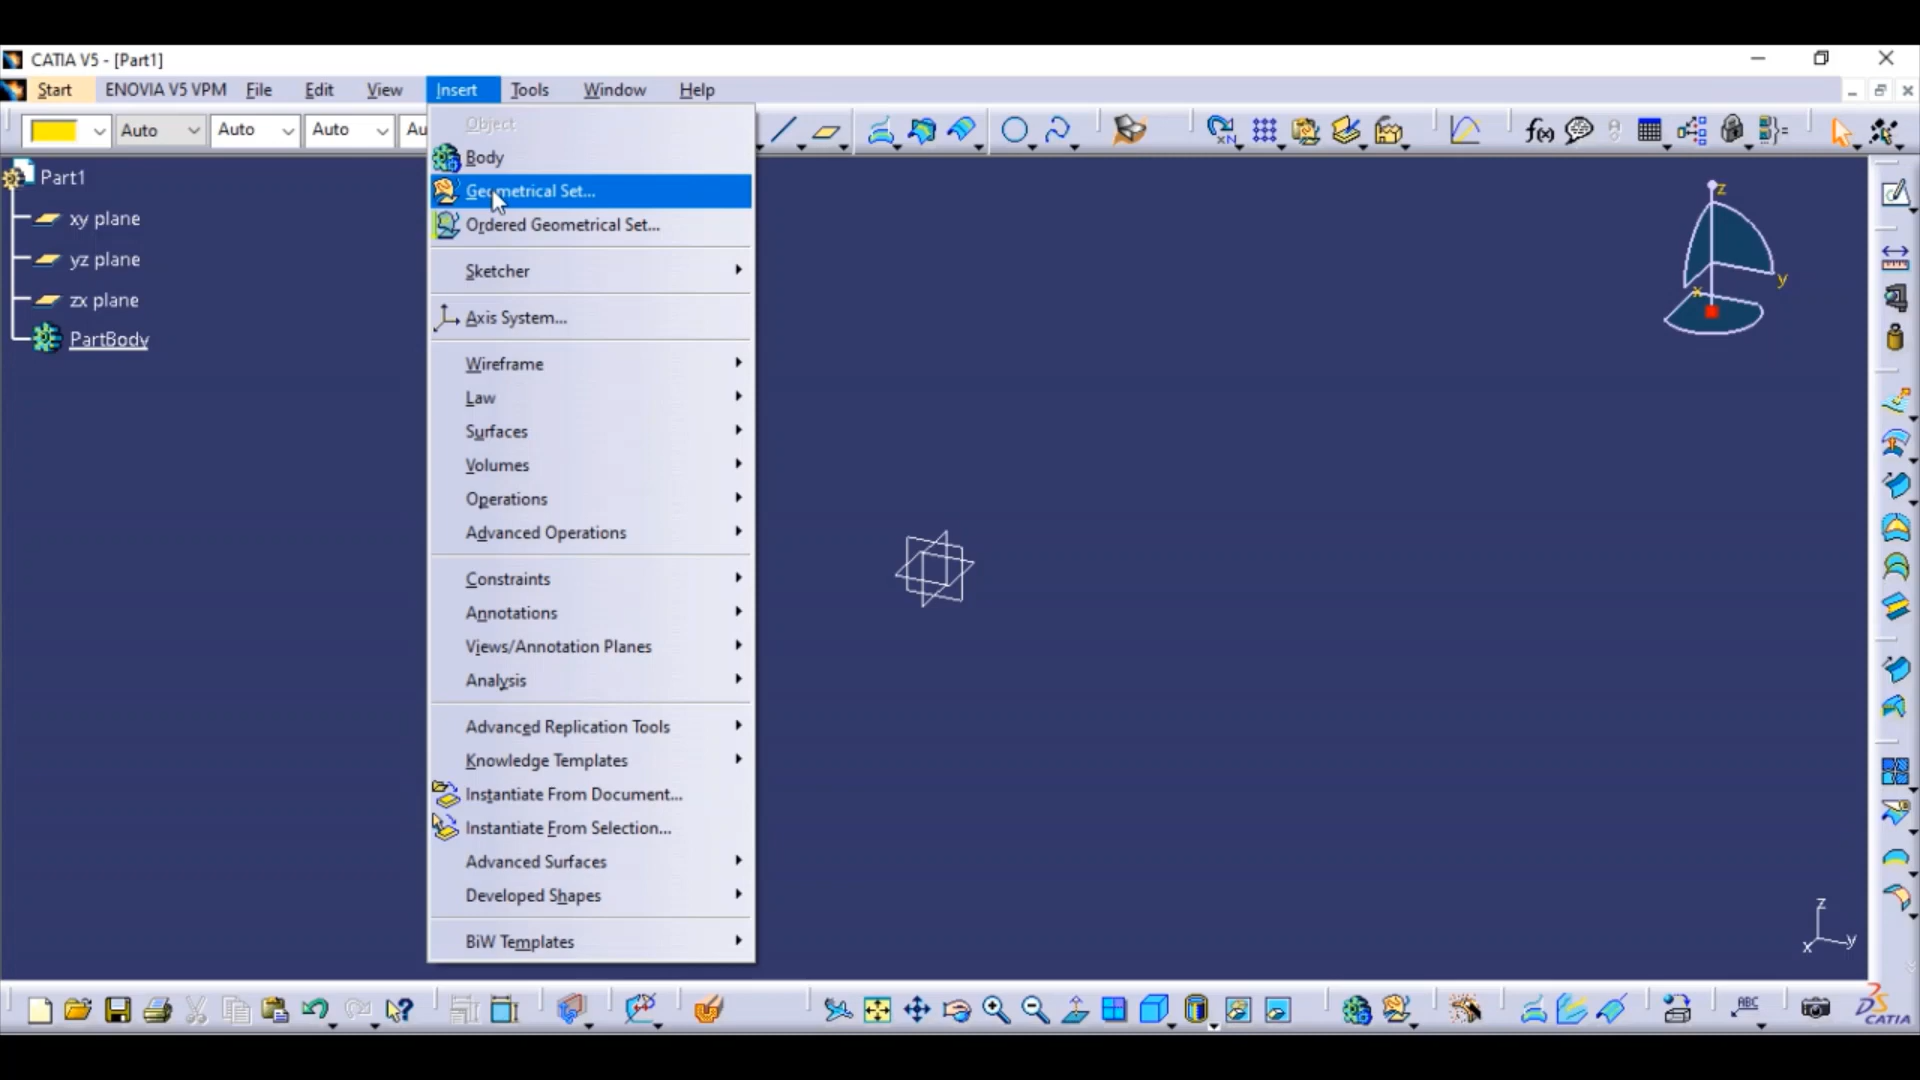 CATIA V5 - [Part1]
Start ENOVIA V5 VPM File Edit View Insert Tools Window Help
Auto Auto Auto Au
Object
Body
Geometrical Set...
Ordered Geometrical Set...
Sketcher
Axis System...
Wireframe
Law
Surfaces
Volumes
Operations
Advanced Operations
Constraints
Annotations
Views/Annotation Planes
Analysis
Advanced Replication Tools
Knowledge Templates
Instantiate From Document...
Instantiate From Selection...
Advanced Surfaces
Developed Shapes
BiW Templates
Part1
xy plane
yz plane
zx plane
PartBody
f(x)
z
y
x
z
x y
ABC
CATIA